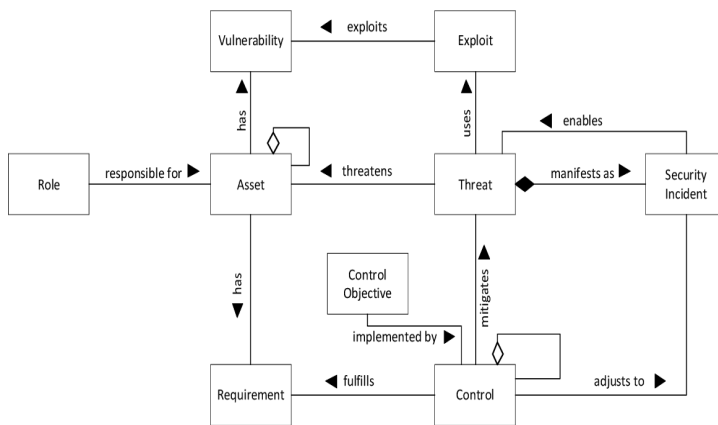 Vulnerability
exploits
Exploit
has
uses
enables
Role
responsible for
Asset
threatens
Threat
manifests as
Security
Incident
has
Control
Objective
mitigates
implemented by
Requirement
fulfills
Control
adjusts to